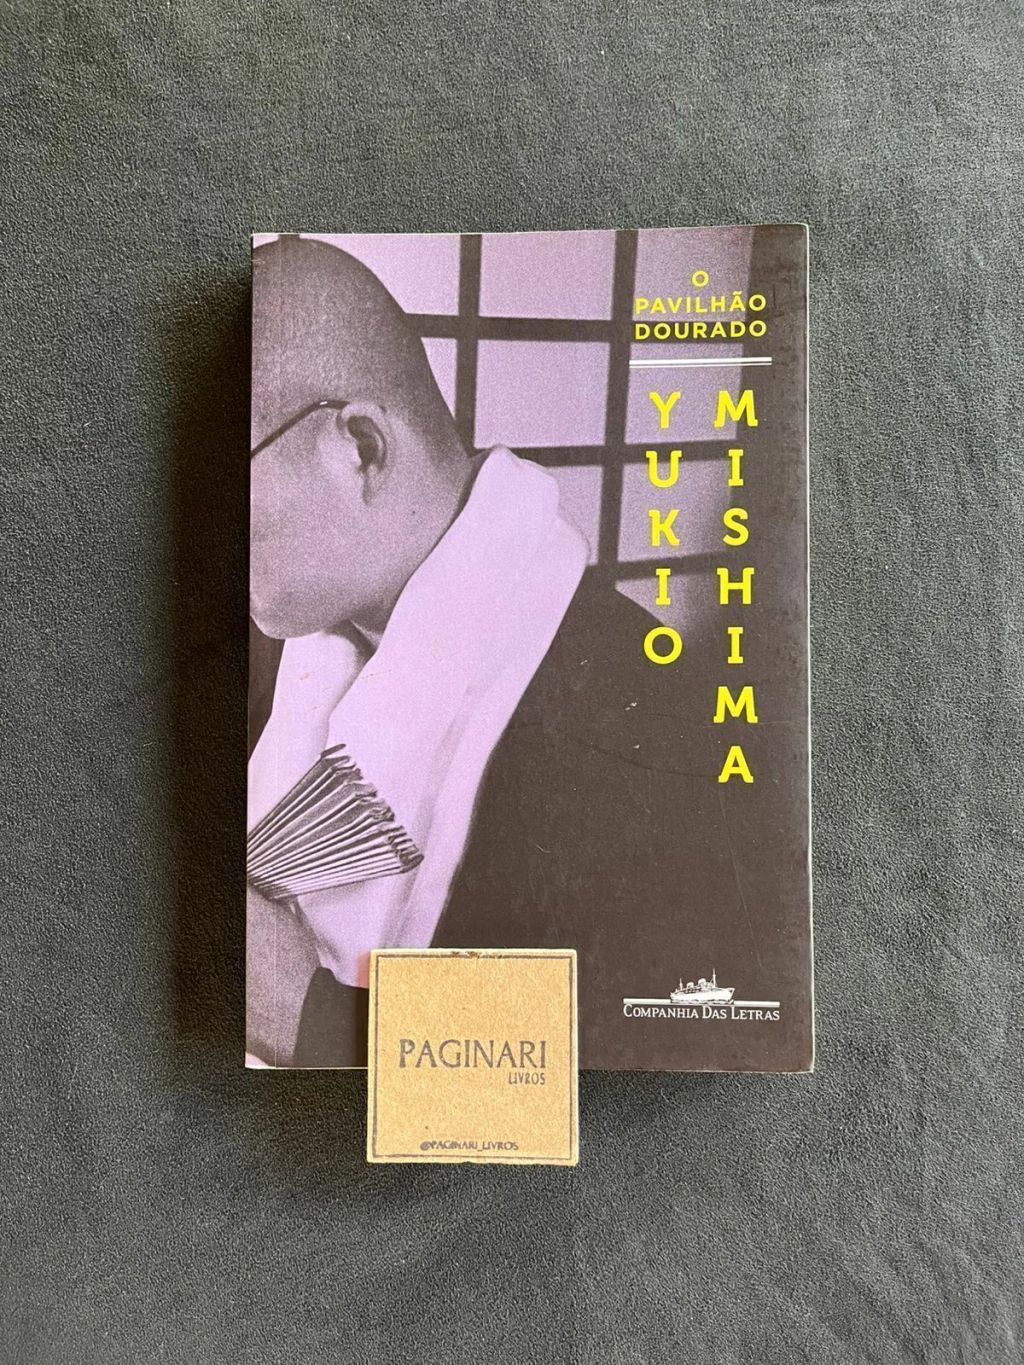 O
PAVILHÃO
DOURADO
YUKIO
MISHIMA
COMPANHIA DAS LETRAS
PAGINARI
LIVROS
@PAGINARI_LIVROS